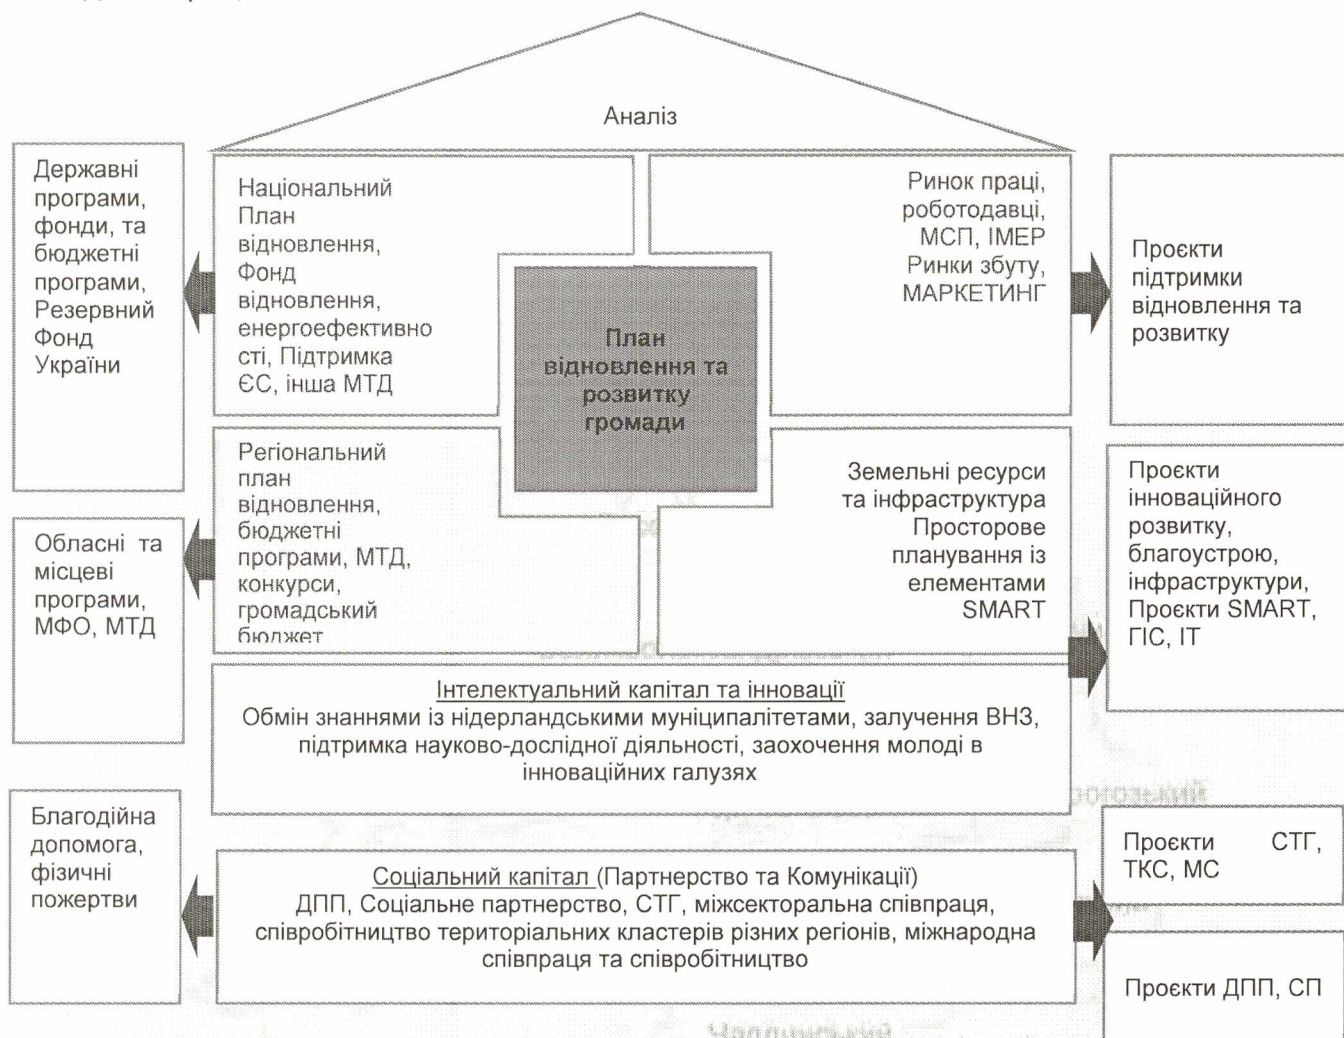 Аналіз
Державні
програми,
фонди, та
бюджетні
програми,
Резервний
Фонд
України
Національний
План
відновлення,
Фонд
відновлення,
енергоефективно
сті, Підтримка
ЄС, інша МТД
План
відновлення та
розвитку
громади
Ринок праці,
роботодавці,
МСП, ІМЕР
Ринки збуту,
МАРКЕТИНГ
Проєкти
підтримки
відновлення та
розвитку
Обласні та
місцеві
програми,
МФО, МТД
Регіональний
план
відновлення,
бюджетні
програми, МТД,
конкурси,
громадський
бюджет
Земельні ресурси
та інфраструктура
Просторове
планування із
елементами
SMART
Проєкти
інноваційного
розвитку,
благоустрою,
інфраструктури,
Проєкти SMART,
ГІС, ІТ
Інтелектуальний капітал та інновації
Обмін знаннями із нідерландськими муніципалітетами, залучення ВНЗ,
підтримка науково-дослідної діяльності, заохочення молоді в
інноваційних галузях
Благодійна
допомога,
фізичні
пожертви
Соціальний капітал (Партнерство та Комунікації)
ДПП, Соціальне партнерство, СТГ, міжсекторальна співпраця,
співробітництво територіальних кластерів різних регіонів, міжнародна
співпраця та співробітництво
Проєкти СТГ,
ТКС, МС
Проєкти ДПП, СП